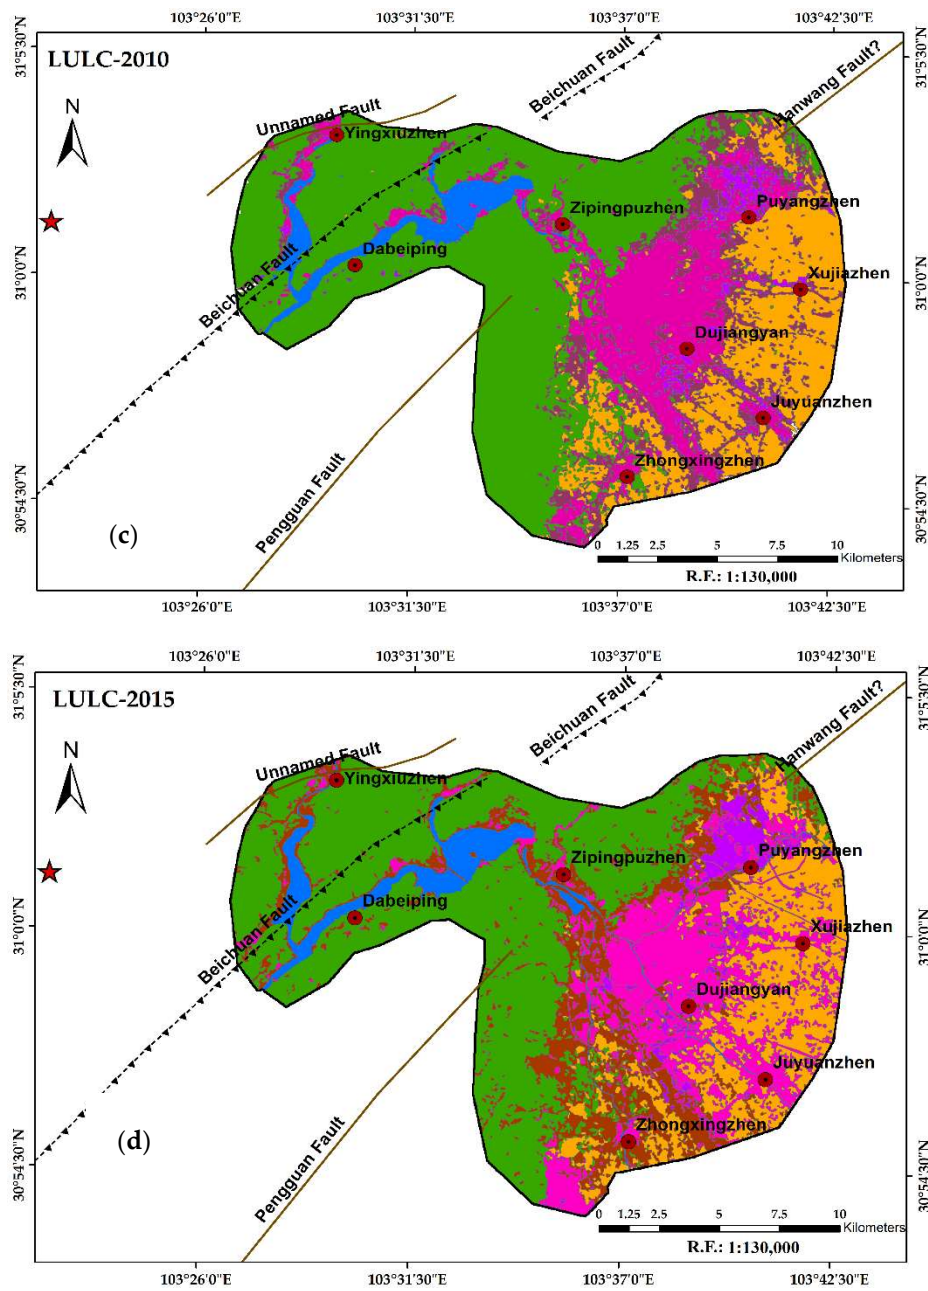 103°26'0"E 103°31'30"E 103°37'0"E 103°42'30"E
31°5'30"N
31°5'30"N
LULC-2010
N
Beichuan Fault
Hanwang Fault?
Unnamed Fault
Yingxiuzhen
Zipingpuzhen
Puyangzhen
Dabeiping
Beichuan Fault
Xujiazhen
31°0'0"N
31°0'0"N
Dujiangyan
Juyuanzhen
Zhongxingzhen
Pengguan Fault
30°54'30"N
30°54'30"N
(c)
0 1.25 2.5 5 7.5 10
Kilometers
R.F.: 1:130,000
103°26'0"E 103°31'30"E 103°37'0"E 103°42'30"E
103°26'0"E 103°31'30"E 103°37'0"E 103°42'30"E
31°5'30"N
31°5'30"N
LULC-2015
N
Beichuan Fault
Hanwang Fault?
Unnamed Fault
Yingxiuzhen
Zipingpuzhen
Puyangzhen
Dabeiping
Beichuan Fault
Xujiazhen
31°0'0"N
31°0'0"N
Dujiangyan
Juyuanzhen
Zhongxingzhen
Pengguan Fault
30°54'30"N
30°54'30"N
(d)
0 1.25 2.5 5 7.5 10
Kilometers
R.F.: 1:130,000
103°26'0"E 103°31'30"E 103°37'0"E 103°42'30"E